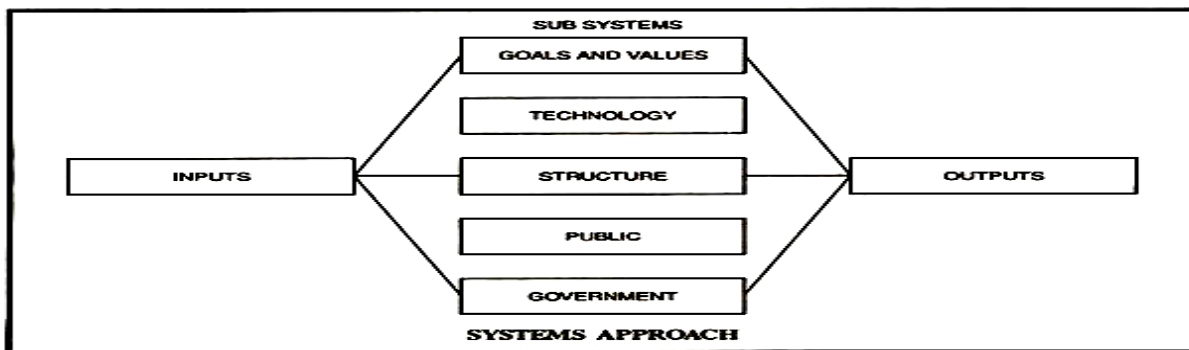 SUB SYSTEMS
GOALS AND VALUES
TECHNOLOGY
INPUTS
STRUCTURE
OUTPUTS
PUBLIC
GOVERNMENT
SYSTEMS APPROACH